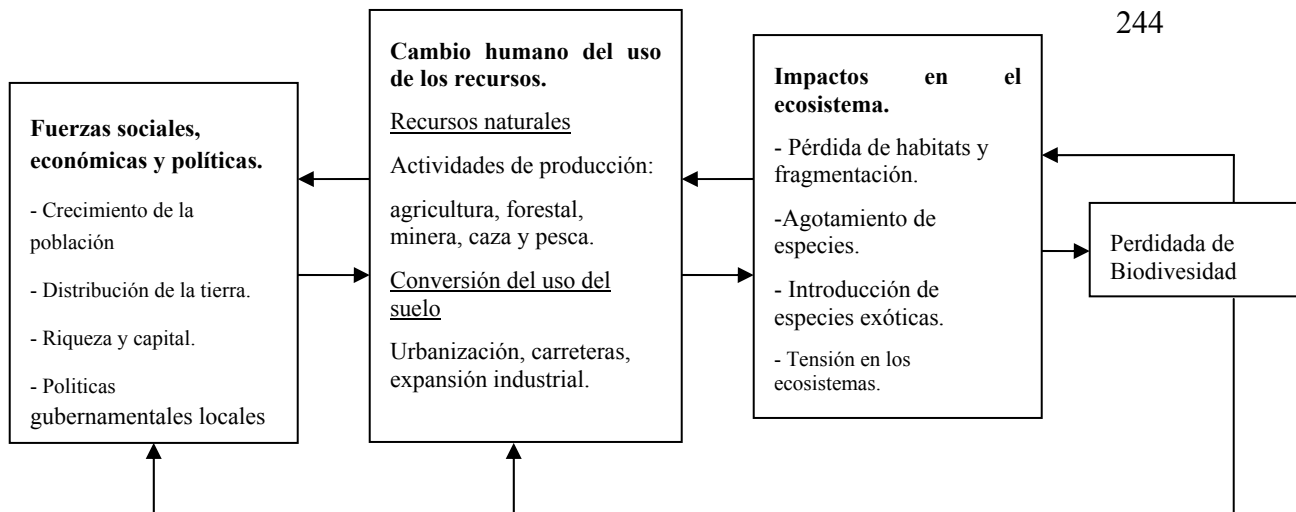 244
Fuerzas sociales,
económicas y políticas.
- Crecimiento de la
población
- Distribución de la tierra.
- Riqueza y capital.
- Politicas
gubernamentales locales
Cambio humano del uso
de los recursos.
Recursos naturales
Actividades de producción:
agricultura, forestal,
minera, caza y pesca.
Conversión del uso del
suelo
Urbanización, carreteras,
expansión industrial.
Impactos en el
ecosistema.
- Pérdida de habitats y
fragmentación.
-Agotamiento de
especies.
- Introducción de
especies exóticas.
- Tensión en los
ecosistemas.
Perdidada de
Biodivesidad